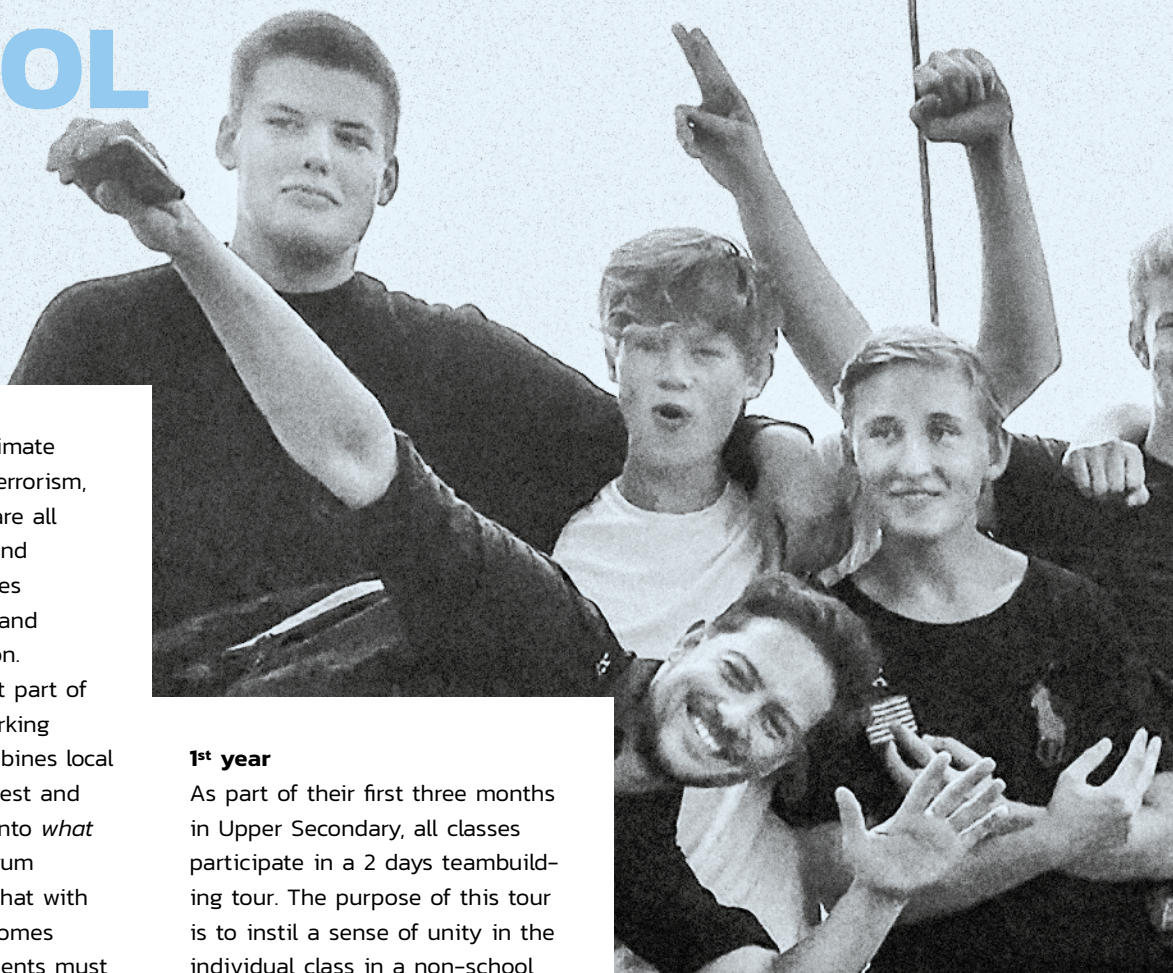 OL
imate
errorism,
are all
nd
es
and
on.
t part of
rking
bines local
est and
nto what
um
hat with
omes
ents must
1st year
As part of their first three months
in Upper Secondary, all classes
participate in a 2 days teambuild-
ing tour. The purpose of this tour
is to instil a sense of unity in the
individual class in a non-school